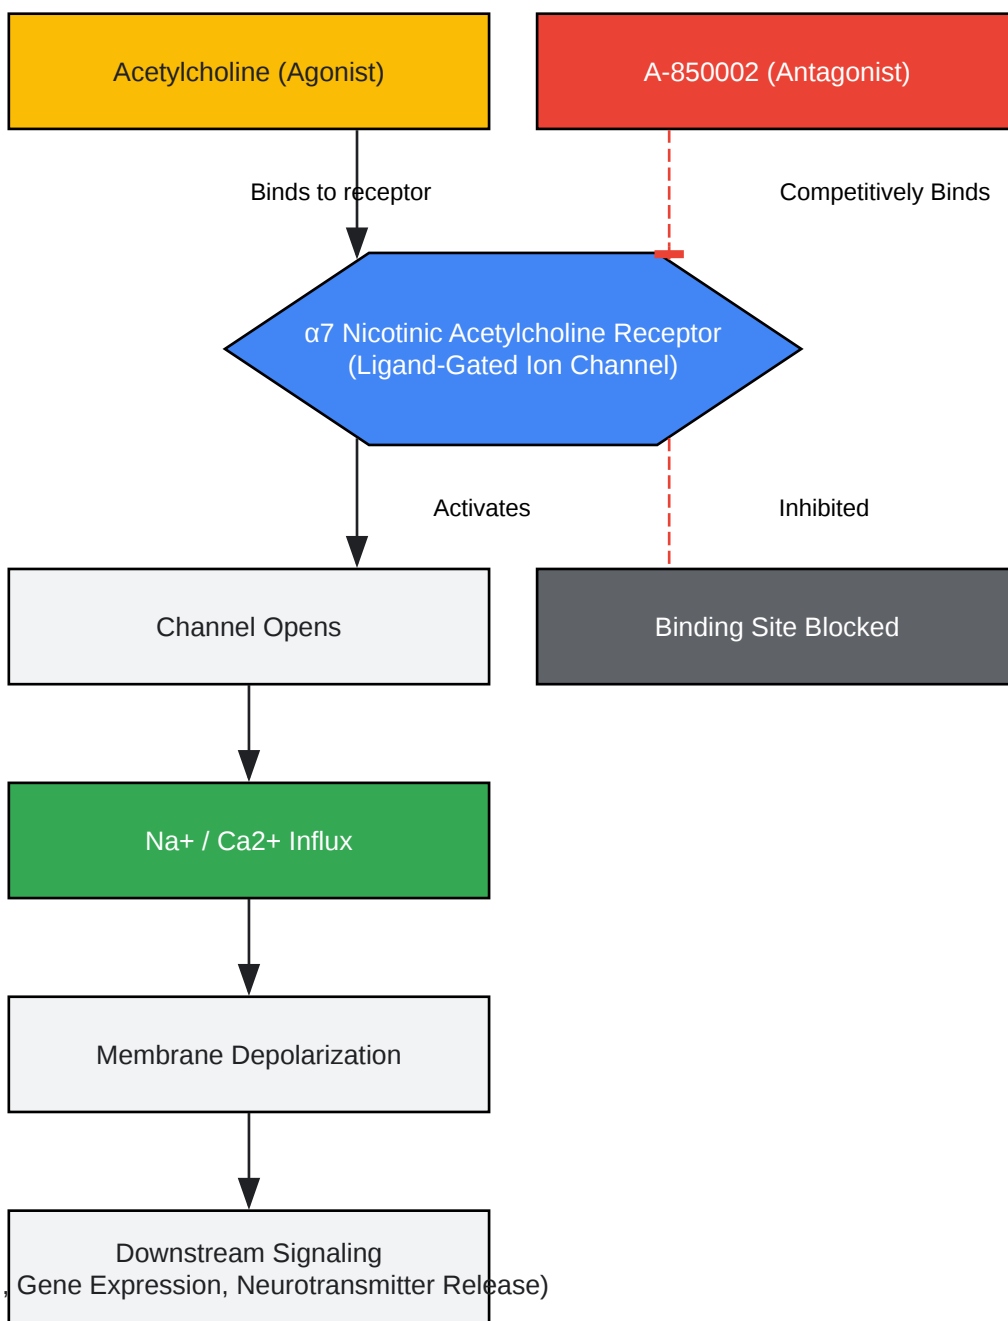 Acetylcholine (Agonist)
A-850002 (Antagonist)
Binds to receptor
Competitively Binds
α7 Nicotinic Acetylcholine Receptor
(Ligand-Gated Ion Channel)
Activates
Inhibited
Channel Opens
Binding Site Blocked
Na+ / Ca2+ Influx
Membrane Depolarization
Downstream Signaling
, Gene Expression, Neurotransmitter Release)